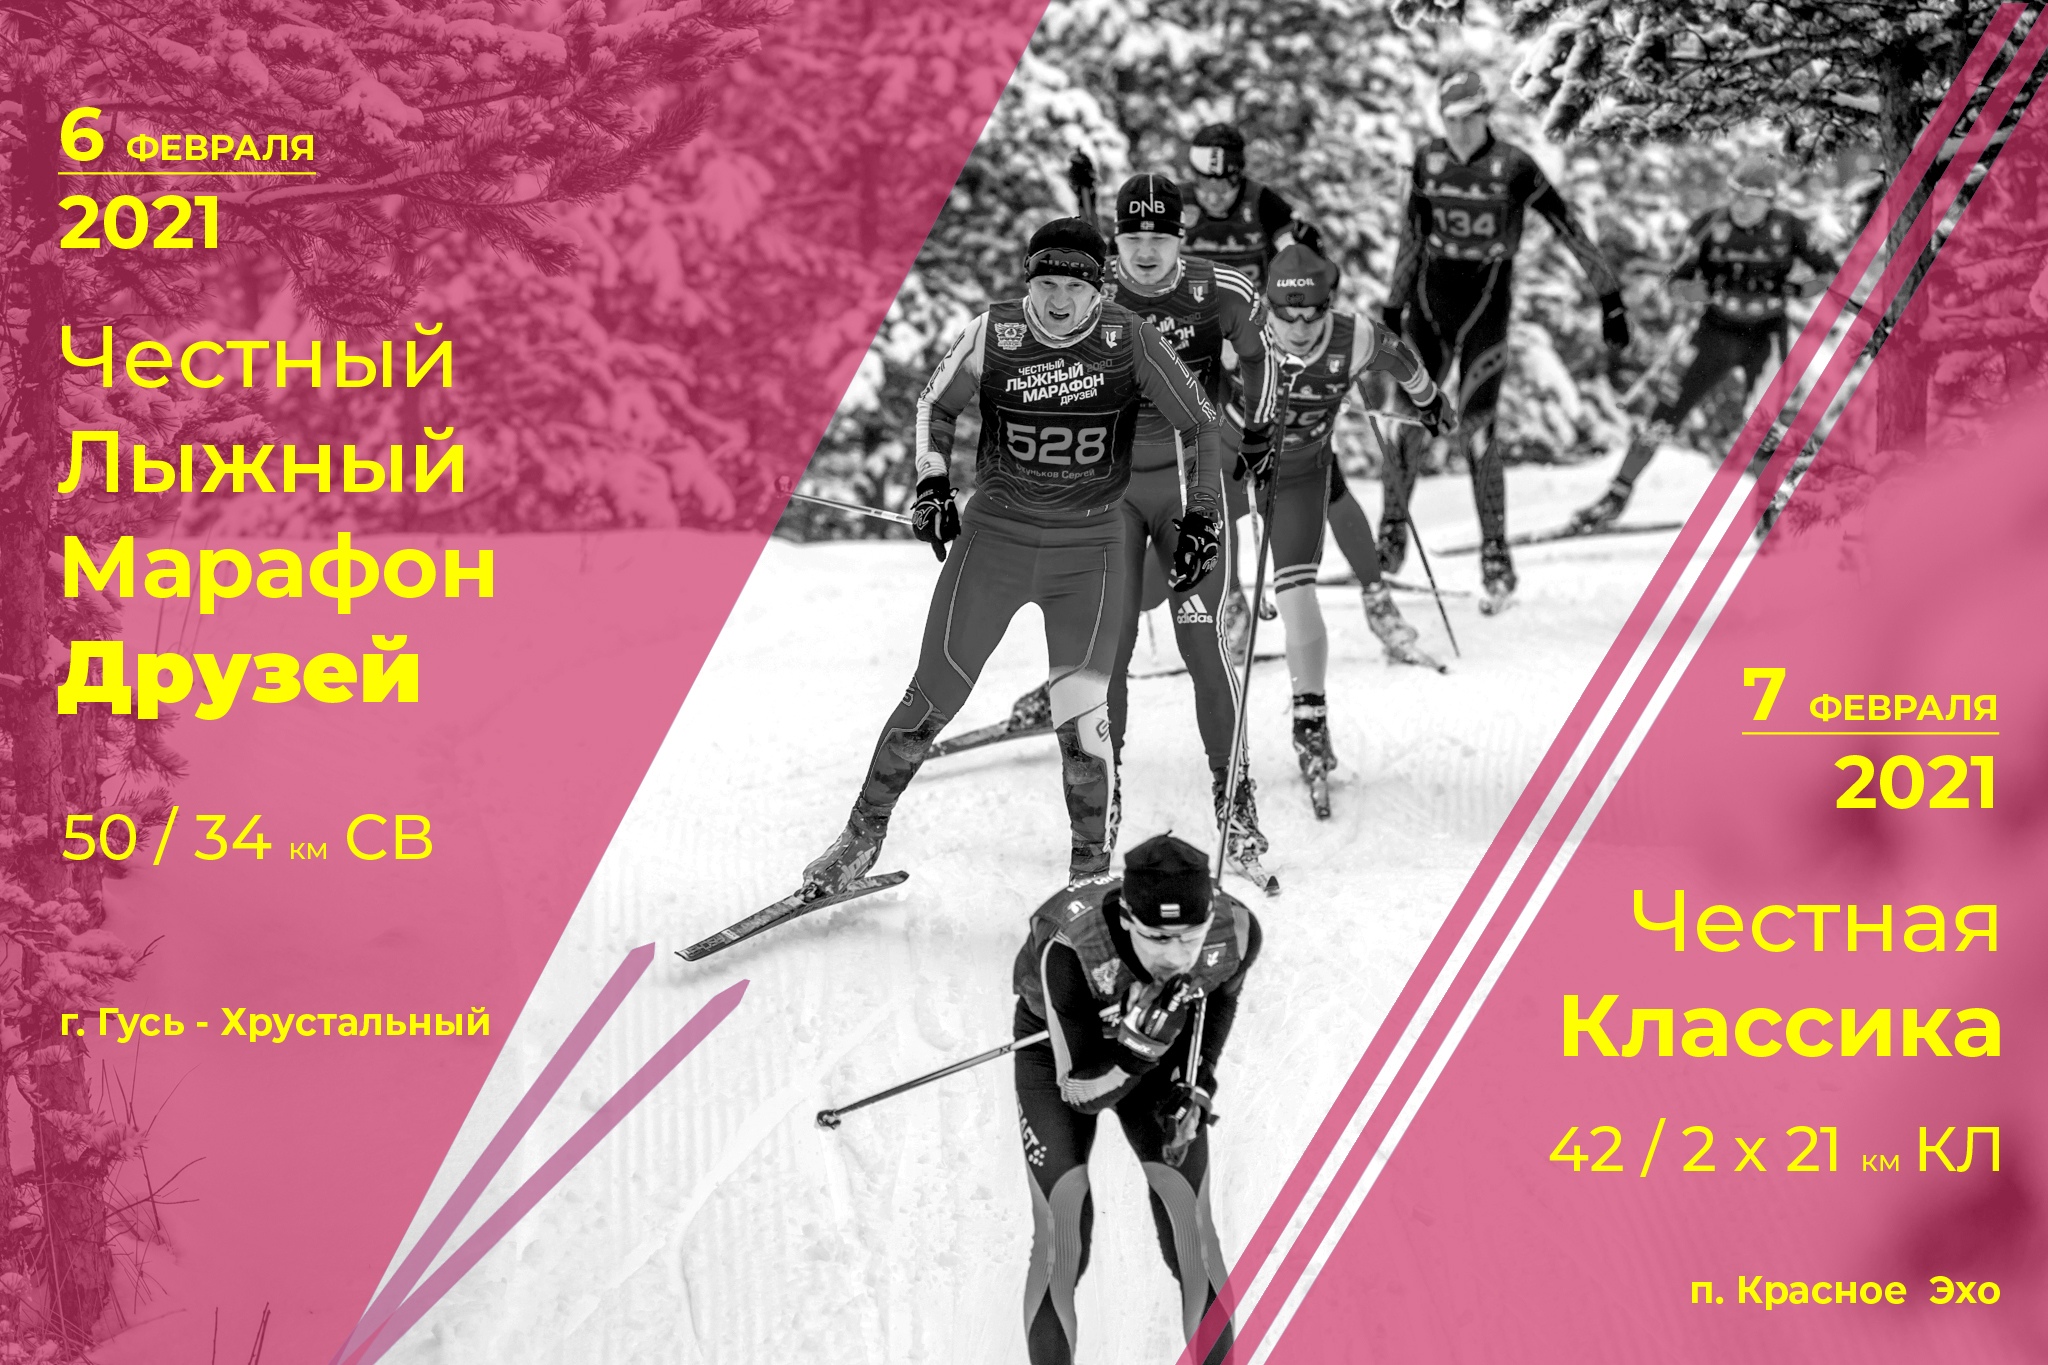 6 ФЕВРАЛЯ
2021
Честный
Лыжный
Марафон
Друзей
50 / 34 км СВ
г. Гусь - Хрустальный
DNB
LUKOIL
134
ЧЕСТНЫЙ
ЛЫЖНЫЙ 2020
МАРАФОН
ДРУЗЕЙ
528
adidas
7 ФЕВРАЛЯ
2021
Честная
Классика
42 / 2 x 21 км КЛ
п. Красное Эхо